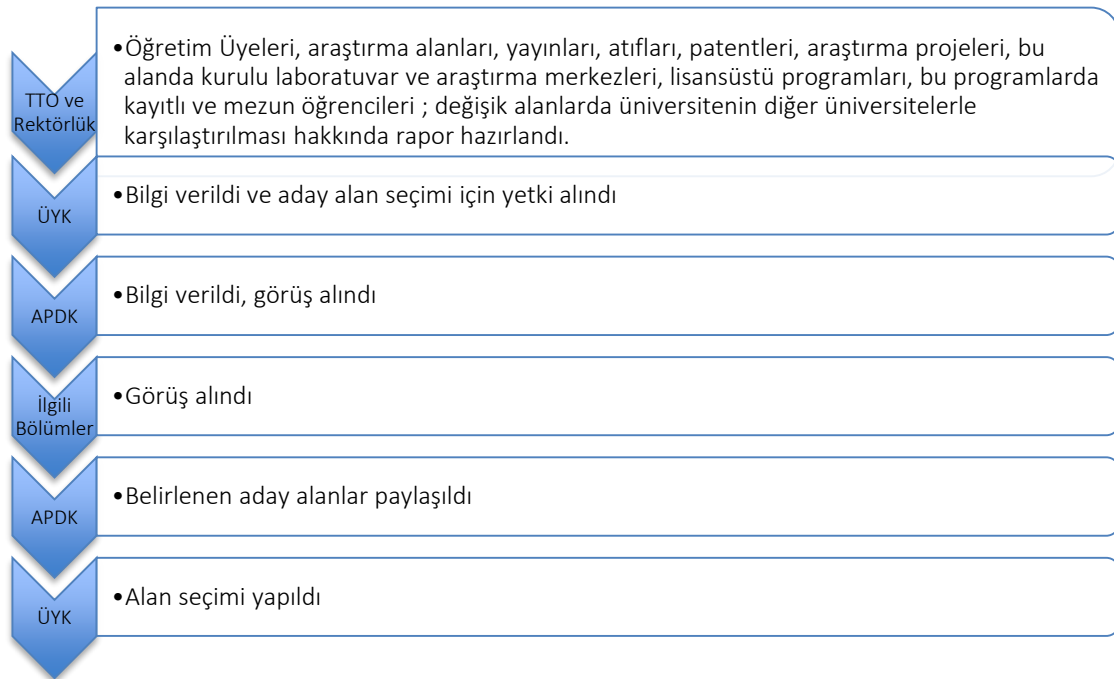 TTO ve
Rektörlük
•Öğretim Üyeleri, araştırma alanları, yayınları, atıfları, patentleri, araştırma projeleri, bu
alanda kurulu laboratuvar ve araştırma merkezleri, lisansüstü programları, bu programlarda
kayıtlı ve mezun öğrencileri ; değişik alanlarda üniversitenin diğer üniversitelerle
karşılaştırılması hakkında rapor hazırlandı.
ÜYK
•Bilgi verildi ve aday alan seçimi için yetki alındı
APDK
•Bilgi verildi, görüş alındı
İlgili
Bölümler
•Görüş alındı
APDK
•Belirlenen aday alanlar paylaşıldı
ÜYK
•Alan seçimi yapıldı